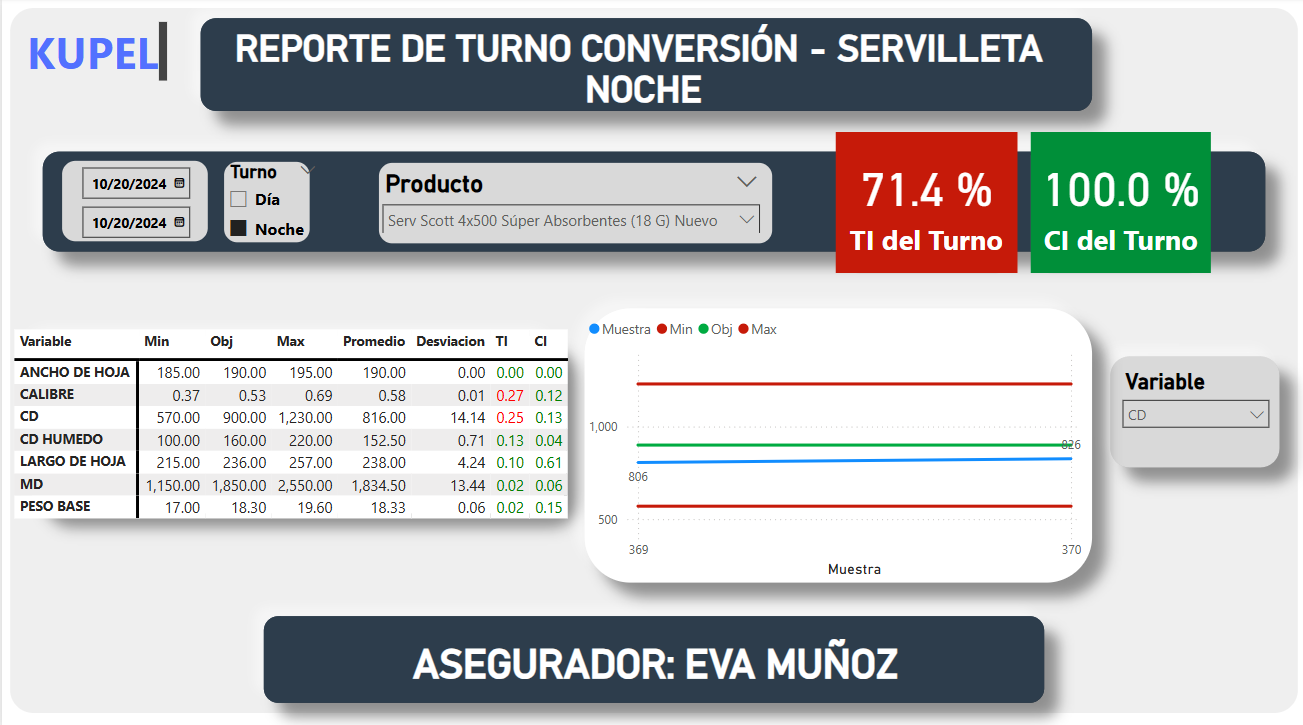 KUPEL
REPORTE DE TURNO CONVERSIÓN - SERVILLETA
NOCHE
10/20/2024
10/20/2024
Turno
Día
Noche
Producto
Serv Scott 4x500 Súper Absorbentes (18 G) Nuevo
71.4 %
TI del Turno
100.0 %
CI del Turno
Variable Min Obj Max Promedio Desviacion TI CI
ANCHO DE HOJA 185.00 190.00 195.00 190.00 0.00 0.00 0.00
CALIBRE 0.37 0.53 0.69 0.58 0.01 0.27 0.12
CD 570.00 900.00 1,230.00 816.00 14.14 0.25 0.13
CD HUMEDO 100.00 160.00 220.00 152.50 0.71 0.13 0.04
LARGO DE HOJA 215.00 236.00 257.00 238.00 4.24 0.10 0.61
MD 1,150.00 1,850.00 2,550.00 1,834.50 13.44 0.02 0.06
PESO BASE 17.00 18.30 19.60 18.33 0.06 0.02 0.15
Muestra Min Obj Max
1,000
826
806
500
369 370
Muestra
Variable
CD
ASEGURADOR: EVA MUÑOZ